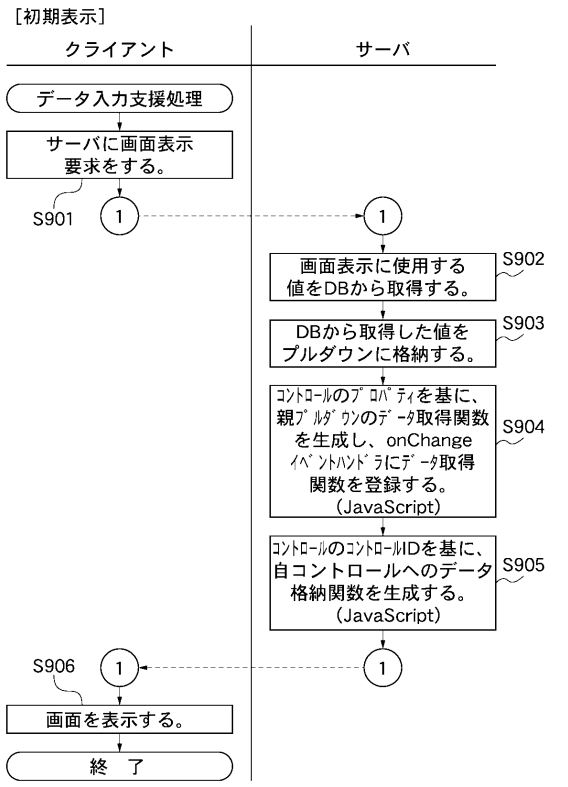 ［初期表示］
クライアント
サーバ
データ入力支援処理
サーバに画面表示
要求をする。
S901
1
1
画面表示に使用する
値をDBから取得する。
S902
DBから取得した値を
プルダウンに格納する。
S903
ｺﾝﾄﾛｰﾙのﾌﾟﾛﾊﾟﾃｨを基に、
親ﾌﾟﾙﾀﾞｳﾝのﾃﾞｰﾀ取得関数
を生成し、onChange
ｲﾍﾞﾝﾄﾊﾝﾄﾞﾗにﾃﾞｰﾀ取得
関数を登録する。
(JavaScript)
S904
ｺﾝﾄﾛｰﾙのｺﾝﾄﾛｰﾙIDを基に、
自コントロールへのデータ
格納関数を生成する。
(JavaScript)
S905
S906
1
1
画面を表示する。
終　了